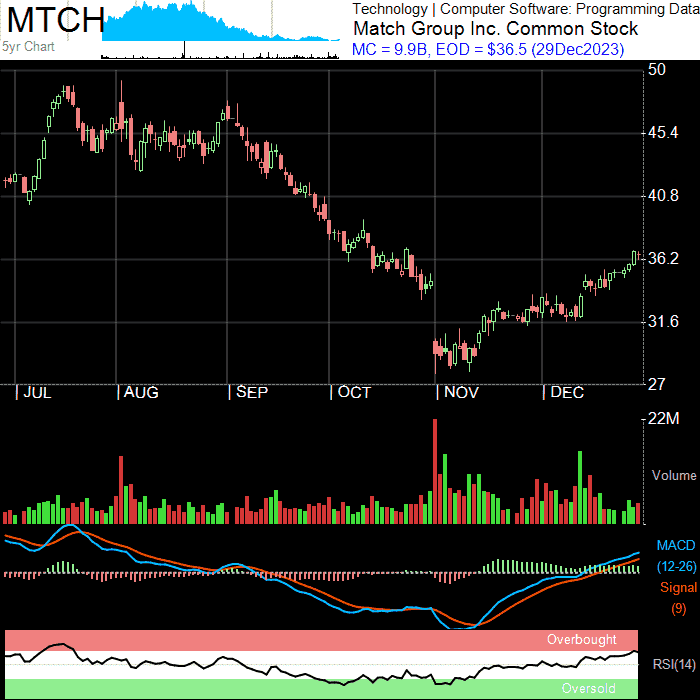 MTCH
5yr Chart
Technology | Computer Software: Programming Data
Match Group Inc. Common Stock
MC = 9.9B, EOD = $36.5 (29Dec2023)
50
45.4
40.8
36.2
31.6
27
JUL AUG SEP OCT NOV DEC
22M
Volume
MACD
(12-26)
Signal
(9)
Overbought
RSI(14)
Oversold